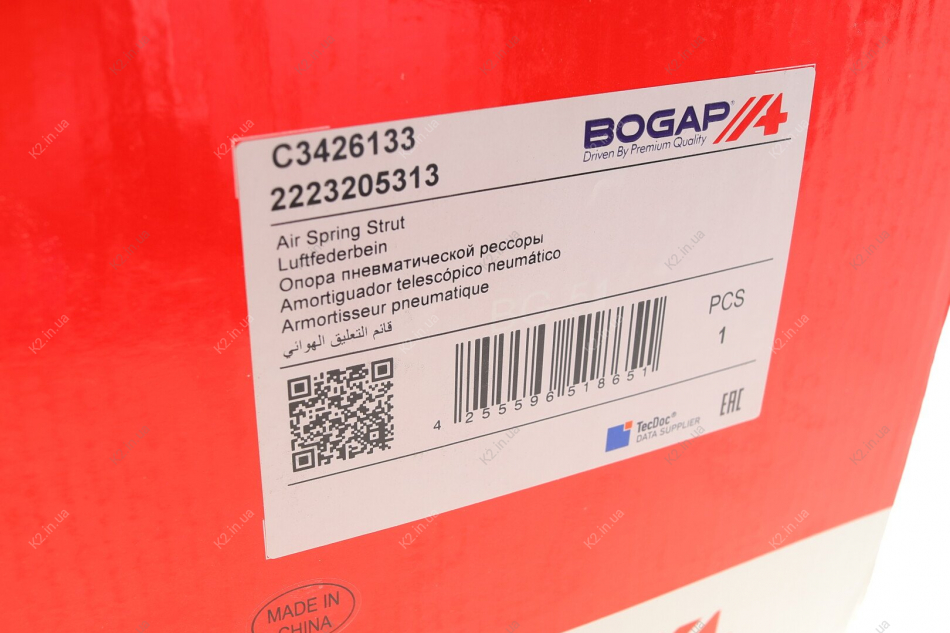 C3426133
2223205313
BOGAP
Driven By Premium Quality
Air Spring Strut
Luftfederbein
Опора пневматической рессоры
Amortiguador telescópico neumático
Armortisseur pneumatique
قائم التعليق الهوائي
PCS
1
4 255596 518651
TecDoc®
DATA SUPPLIER
EAC
MADE IN
CHINA
K2.in.ua